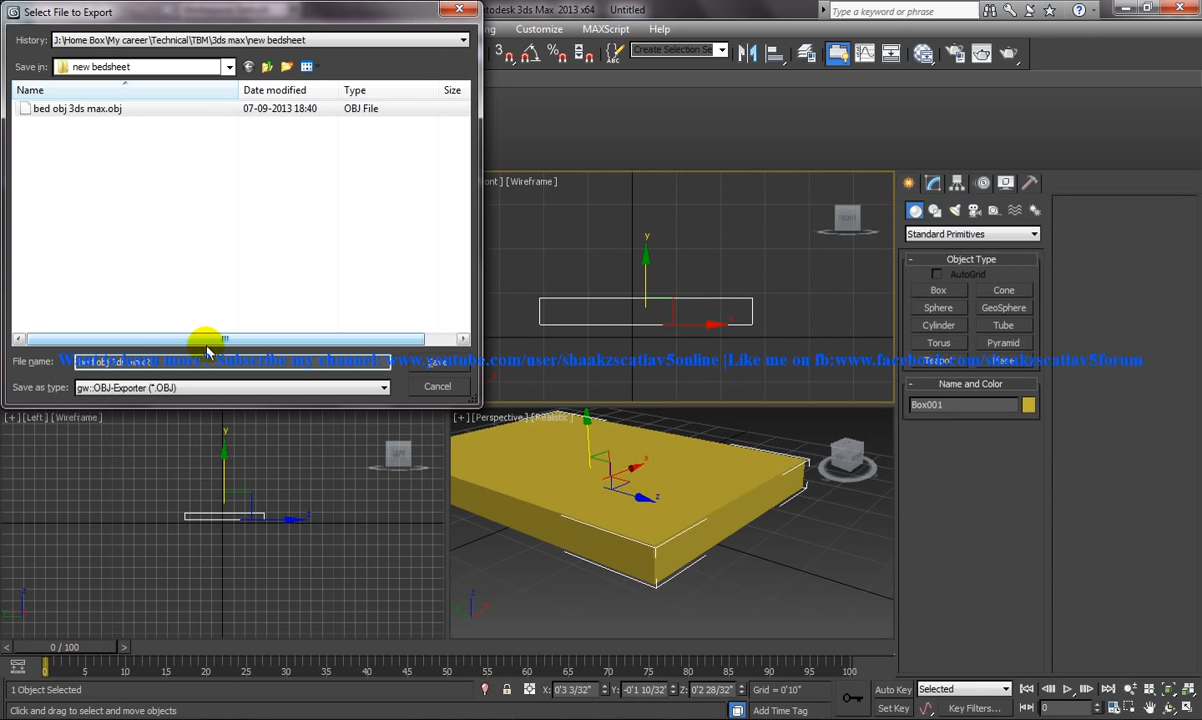 Select File to Export
Autodesk 3ds Max 2013 x64 Untitled
Type a keyword or phrase
History: J:\Home Box\My career\Technical\TBM\3ds max\new bedsheet
Customize MAXScript Help
Save in: new bedsheet
Create Selection Se
Name Date modified Type Size
bed obj 3ds max.obj 07-09-2013 18:40 OBJ File
[Wireframe]
FRONT
Standard Primitives
Object Type
AutoGrid
Box Cone
Sphere GeoSphere
Cylinder Tube
Torus Pyramid
Teapot Plane
File name:
Want to learn more? Subscribe my channel: www.youtube.com/user/shaakzscatiav5online |Like me on fb:www.facebook.com/shaakzscatiav5forum
Save as type: gw::OBJ-Exporter (*.OBJ)
Cancel
Name and Color
Box001
[+] [Left] [Wireframe]
[+] [Perspective] [Realistic]
LEFT
0 / 100
0 5 10 15 20 25 30 35 40 45 50 55 60 65 70 75 80 85 90 95 100
1 Object Selected
X: 0'3 3/32" Y: -0'1 10/32" Z: 0'2 28/32" Grid = 0'10"
Auto Key Selected
Click and drag to select and move objects
Add Time Tag
Set Key Key Filters... 0